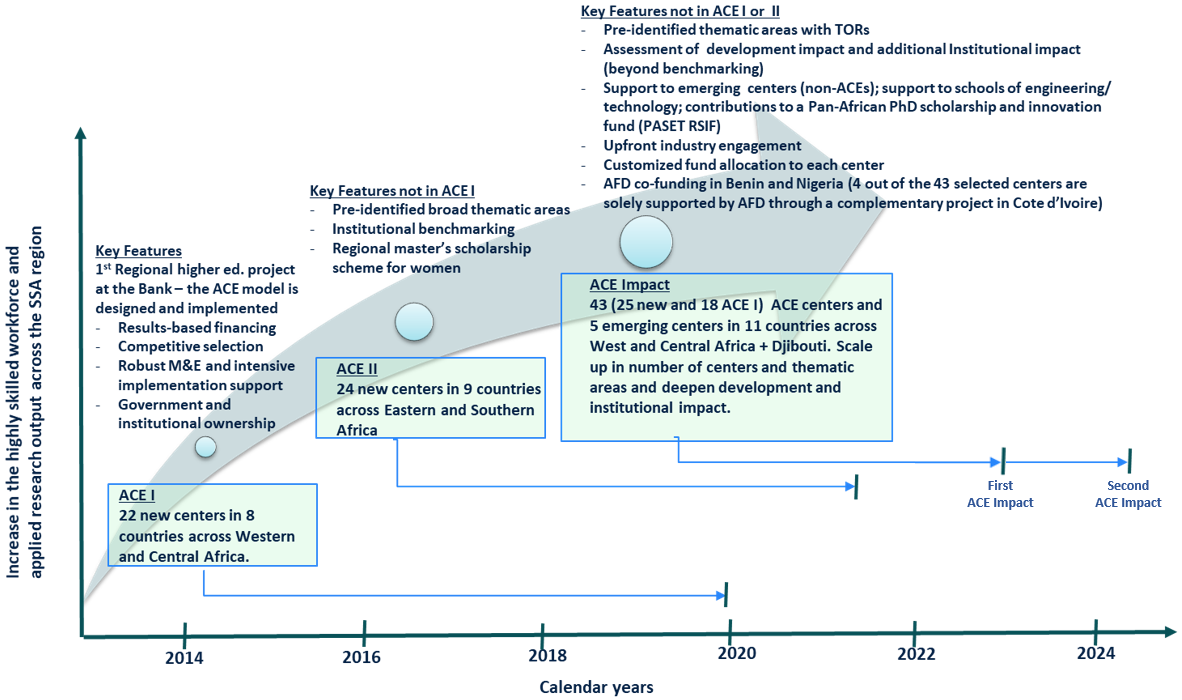 Key Features not in ACE I or II
- Pre-identified thematic areas with TORs
- Assessment of development impact and additional Institutional impact
(beyond benchmarking)
- Support to emerging centers (non-ACEs); support to schools of engineering/
technology; contributions to a Pan-African PhD scholarship and innovation
fund (PASET RSIF)
- Upfront industry engagement
- Customized fund allocation to each center
- AFD co-funding in Benin and Nigeria (4 out of the 43 selected centers are
solely supported by AFD through a complementary project in Cote d'Ivoire)
Key Features not in ACE I
- Pre-identified broad thematic areas
- Institutional benchmarking
- Regional master's scholarship
scheme for women
Key Features
1st Regional higher ed. project
at the Bank – the ACE model is
designed and implemented
- Results-based financing
- Competitive selection
- Robust M&E and intensive
implementation support
- Government and
institutional ownership
ACE Impact
43 (25 new and 18 ACE I) ACE centers and
5 emerging centers in 11 countries across
West and Central Africa + Djibouti. Scale
up in number of centers and thematic
areas and deepen development and
institutional impact.
ACE II
24 new centers in 9 countries
across Eastern and Southern
Africa
ACE I
22 new centers in 8
countries across Western
and Central Africa.
First
ACE Impact
Second
ACE Impact
Increase in the highly skilled workforce and
applied research output across the SSA region
2014
2016
2018
2020
2022
2024
Calendar years